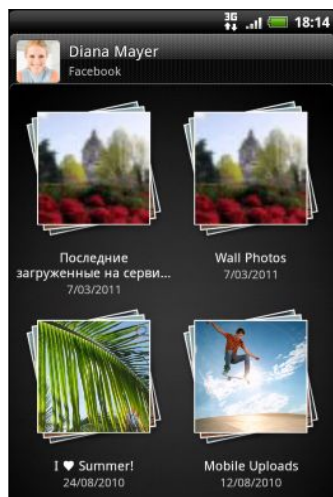 3G 18:14
Diana Mayer
Facebook
Последние
загруженные на серви...
7/03/2011
Wall Photos
7/03/2011
I ♥ Summer!
24/08/2010
Mobile Uploads
12/08/2010